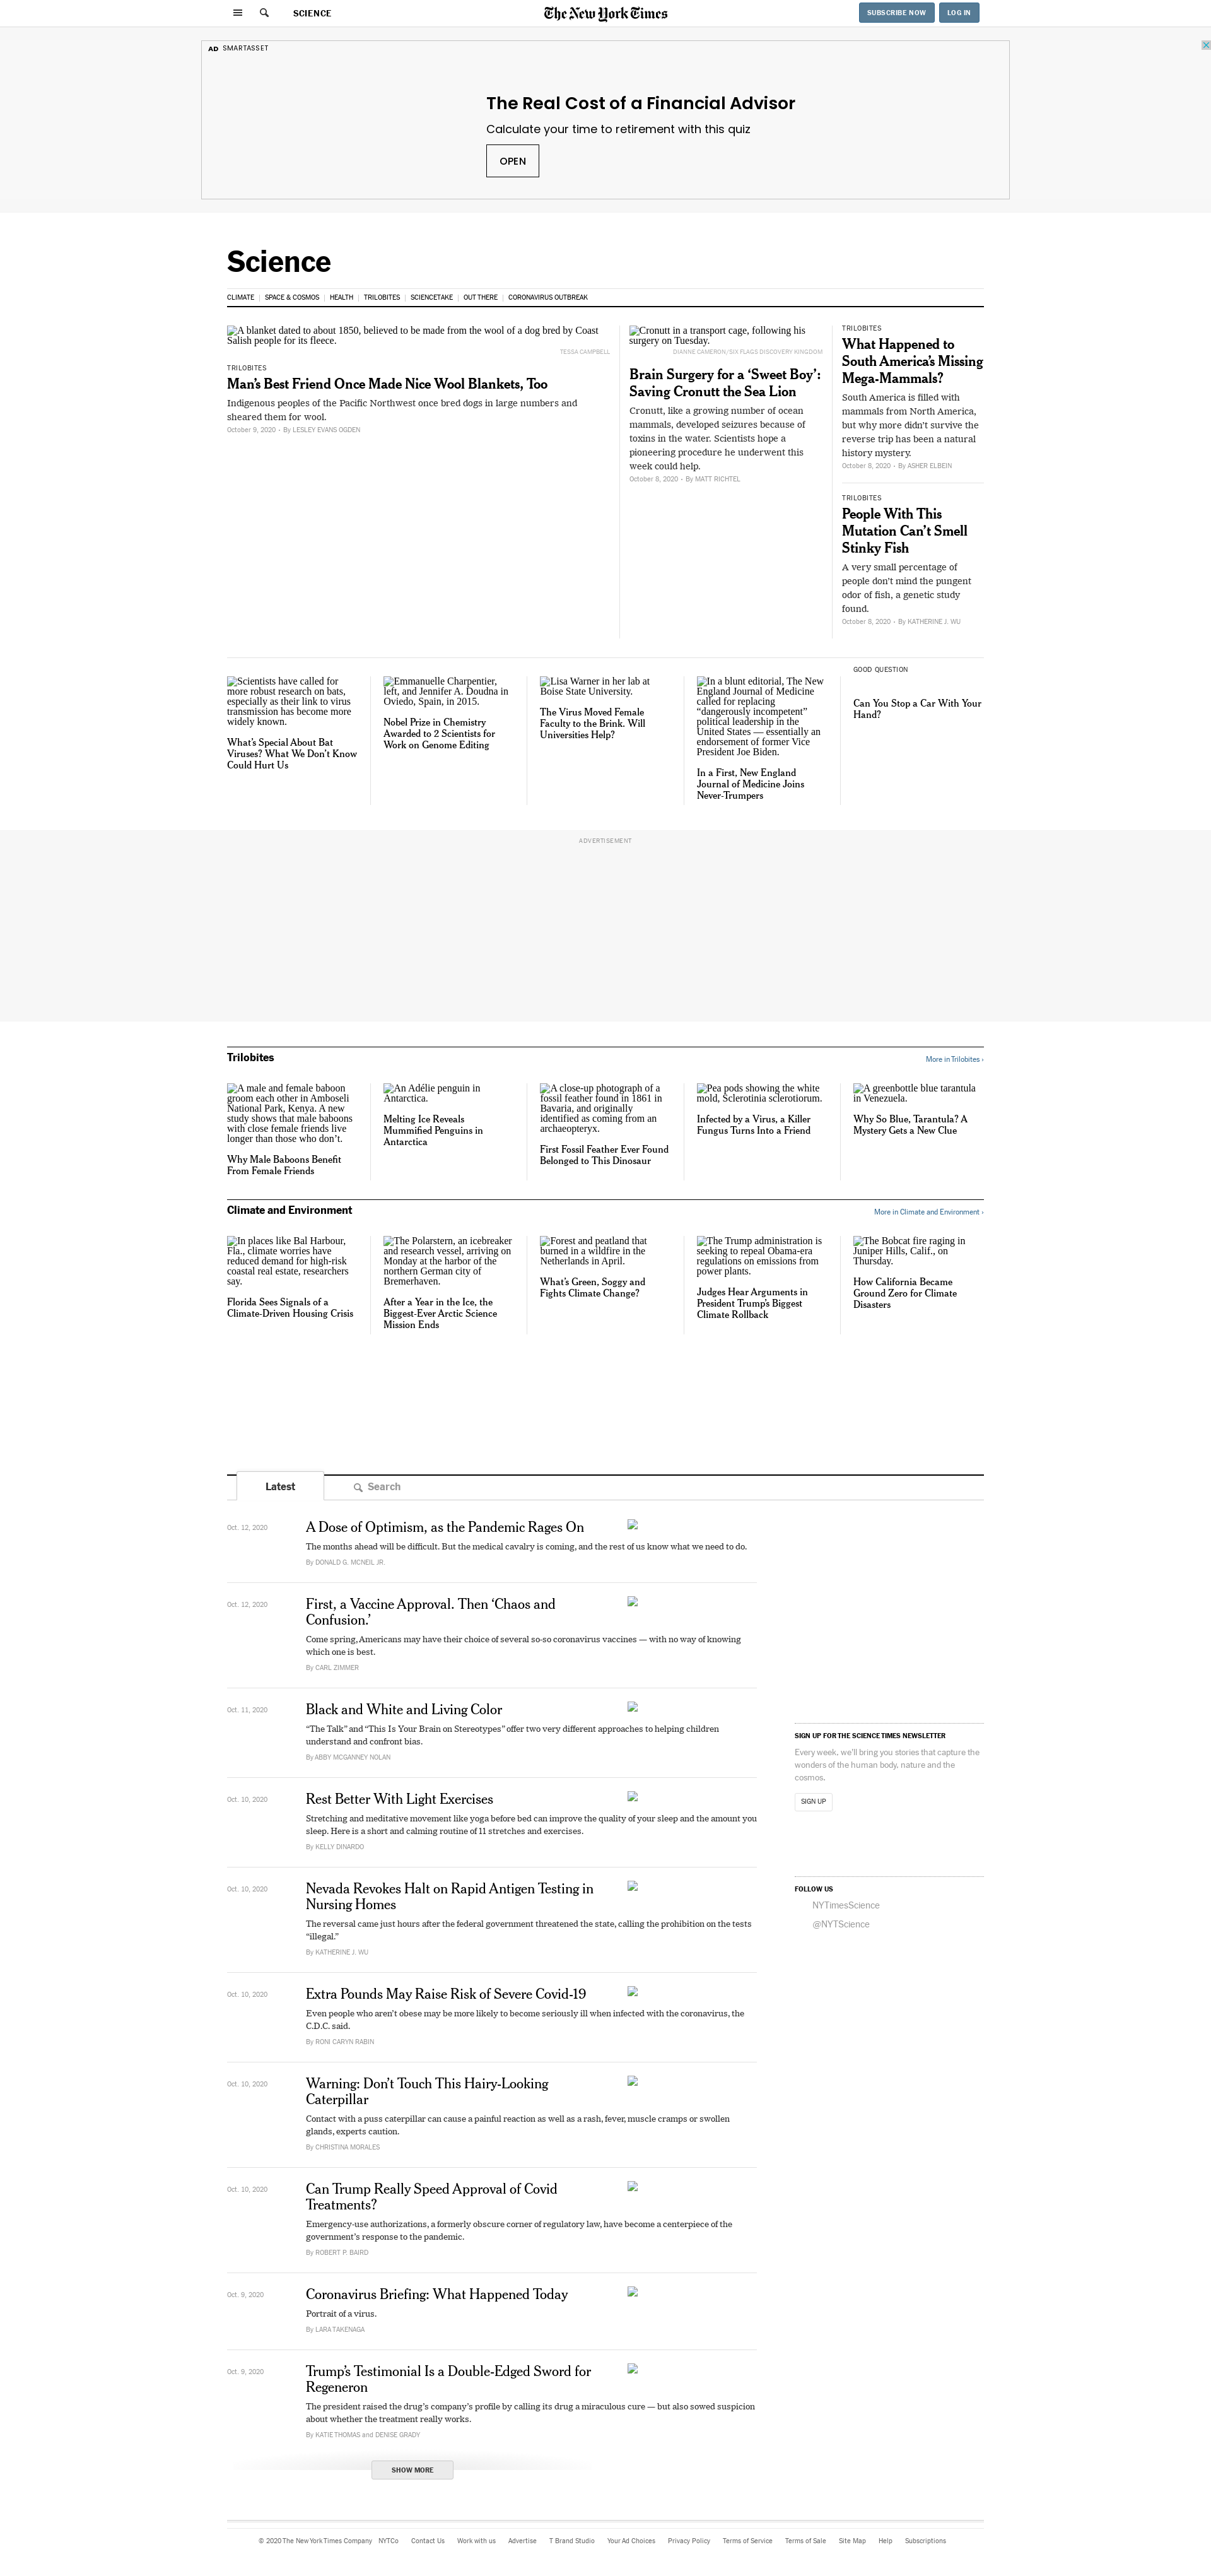 SCIENCE
The New York Times
SUBSCRIBE NOW
LOG IN
AD SMARTASSET
The Real Cost of a Financial Advisor
Calculate your time to retirement with this quiz
OPEN
Science
CLIMATE
SPACE & COSMOS
HEALTH
TRILOBITES
SCIENCETAKE
OUT THERE
CORONAVIRUS OUTBREAK
A blanket dated to about 1850, believed to be made from the wool of a dog bred by Coast
Salish people for its fleece.
TESSA CAMPBELL
TRILOBITES
Man’s Best Friend Once Made Nice Wool Blankets, Too
Indigenous peoples of the Pacific Northwest once bred dogs in large numbers and
sheared them for wool.
October 9, 2020 - By LESLEY EVANS OGDEN
Cronutt in a transport cage, following his
surgery on Tuesday.
DIANNE CAMERON/SIX FLAGS DISCOVERY KINGDOM
Brain Surgery for a ‘Sweet Boy’:
Saving Cronutt the Sea Lion
Cronutt, like a growing number of ocean
mammals, developed seizures because of
toxins in the water. Scientists hope a
pioneering procedure he underwent this
week could help.
October 8, 2020 - By MATT RICHTEL
TRILOBITES
What Happened to
South America’s Missing
Mega-Mammals?
South America is filled with
mammals from North America,
but why more didn’t survive the
reverse trip has been a natural
history mystery.
October 8, 2020 - By ASHER ELBEIN
TRILOBITES
People With This
Mutation Can’t Smell
Stinky Fish
A very small percentage of
people don’t mind the pungent
odor of fish, a genetic study
found.
October 8, 2020 - By KATHERINE J. WU
Scientists have called for
more robust research on bats,
especially as their link to virus
transmission has become more
widely known.
What’s Special About Bat
Viruses? What We Don’t Know
Could Hurt Us
Emmanuelle Charpentier,
left, and Jennifer A. Doudna in
Oviedo, Spain, in 2015.
Nobel Prize in Chemistry
Awarded to 2 Scientists for
Work on Genome Editing
Lisa Warner in her lab at
Boise State University.
The Virus Moved Female
Faculty to the Brink. Will
Universities Help?
In a blunt editorial, The New
England Journal of Medicine
called for replacing
“dangerously incompetent”
political leadership in the
United States — essentially an
endorsement of former Vice
President Joe Biden.
In a First, New England
Journal of Medicine Joins
Never-Trumpers
GOOD QUESTION
Can You Stop a Car With Your
Hand?
ADVERTISEMENT
Trilobites
More in Trilobites ›
A male and female baboon
groom each other in Amboseli
National Park, Kenya. A new
study shows that male baboons
with close female friends live
longer than those who don’t.
Why Male Baboons Benefit
From Female Friends
An Adélie penguin in
Antarctica.
Melting Ice Reveals
Mummified Penguins in
Antarctica
A close-up photograph of a
fossil feather found in 1861 in
Bavaria, and originally
identified as coming from an
archaeopteryx.
First Fossil Feather Ever Found
Belonged to This Dinosaur
Pea pods showing the white
mold, Sclerotinia sclerotiorum.
Infected by a Virus, a Killer
Fungus Turns Into a Friend
A greenbottle blue tarantula
in Venezuela.
Why So Blue, Tarantula? A
Mystery Gets a New Clue
Climate and Environment
More in Climate and Environment ›
In places like Bal Harbour,
Fla., climate worries have
reduced demand for high-risk
coastal real estate, researchers
say.
Florida Sees Signals of a
Climate-Driven Housing Crisis
The Polarstern, an icebreaker
and research vessel, arriving on
Monday at the harbor of the
northern German city of
Bremerhaven.
After a Year in the Ice, the
Biggest-Ever Arctic Science
Mission Ends
Forest and peatland that
burned in a wildfire in the
Netherlands in April.
What’s Green, Soggy and
Fights Climate Change?
The Trump administration is
seeking to repeal Obama-era
regulations on emissions from
power plants.
Judges Hear Arguments in
President Trump’s Biggest
Climate Rollback
The Bobcat fire raging in
Juniper Hills, Calif., on
Thursday.
How California Became
Ground Zero for Climate
Disasters
Latest
Search
Oct. 12, 2020
A Dose of Optimism, as the Pandemic Rages On
The months ahead will be difficult. But the medical cavalry is coming, and the rest of us know what we need to do.
By DONALD G. MCNEIL JR.
Oct. 12, 2020
First, a Vaccine Approval. Then ‘Chaos and
Confusion.’
Come spring, Americans may have their choice of several so-so coronavirus vaccines — with no way of knowing
which one is best.
By CARL ZIMMER
Oct. 11, 2020
Black and White and Living Color
“The Talk” and “This Is Your Brain on Stereotypes” offer two very different approaches to helping children
understand and confront bias.
By ABBY MCGANNEY NOLAN
Oct. 10, 2020
Rest Better With Light Exercises
Stretching and meditative movement like yoga before bed can improve the quality of your sleep and the amount you
sleep. Here is a short and calming routine of 11 stretches and exercises.
By KELLY DINARDO
Oct. 10, 2020
Nevada Revokes Halt on Rapid Antigen Testing in
Nursing Homes
The reversal came just hours after the federal government threatened the state, calling the prohibition on the tests
“illegal.”
By KATHERINE J. WU
Oct. 10, 2020
Extra Pounds May Raise Risk of Severe Covid-19
Even people who aren’t obese may be more likely to become seriously ill when infected with the coronavirus, the
C.D.C. said.
By RONI CARYN RABIN
Oct. 10, 2020
Warning: Don’t Touch This Hairy-Looking
Caterpillar
Contact with a puss caterpillar can cause a painful reaction as well as a rash, fever, muscle cramps or swollen
glands, experts caution.
By CHRISTINA MORALES
Oct. 10, 2020
Can Trump Really Speed Approval of Covid
Treatments?
Emergency-use authorizations, a formerly obscure corner of regulatory law, have become a centerpiece of the
government’s response to the pandemic.
By ROBERT P. BAIRD
Oct. 9, 2020
Coronavirus Briefing: What Happened Today
Portrait of a virus.
By LARA TAKENAGA
Oct. 9, 2020
Trump’s Testimonial Is a Double-Edged Sword for
Regeneron
The president raised the drug’s company’s profile by calling its drug a miraculous cure — but also sowed suspicion
about whether the treatment really works.
By KATIE THOMAS and DENISE GRADY
SHOW MORE
SIGN UP FOR THE SCIENCE TIMES NEWSLETTER
Every week, we’ll bring you stories that capture the
wonders of the human body, nature and the
cosmos.
SIGN UP
FOLLOW US
NYTimesScience
@NYTScience
© 2020 The New York Times Company
NYTCo
Contact Us
Work with us
Advertise
T Brand Studio
Your Ad Choices
Privacy Policy
Terms of Service
Terms of Sale
Site Map
Help
Subscriptions